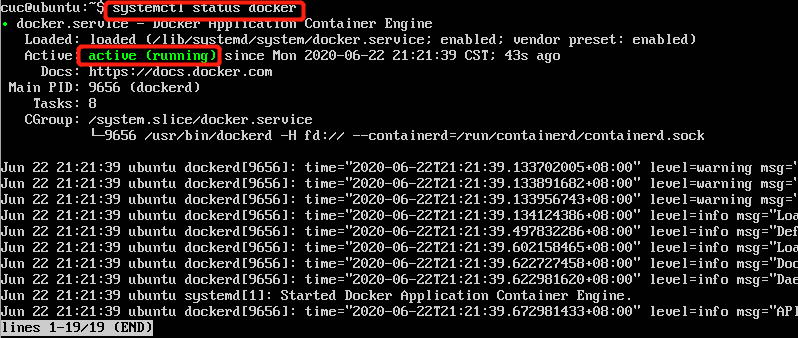 cuc@ubuntu:~$ systemctl status docker
● docker.service - Docker Application Container Engine
Loaded: loaded (/lib/systemd/system/docker.service; enabled; vendor preset: enabled)
Active: active (running) since Mon 2020-06-22 21:21:39 CST; 43s ago
Docs: https://docs.docker.com
Main PID: 9656 (dockerd)
Tasks: 8
CGroup: /system.slice/docker.service
└─9656 /usr/bin/dockerd -H fd:// --containerd=/run/containerd/containerd.sock
Jun 22 21:21:39 ubuntu dockerd[9656]: time="2020-06-22T21:21:39.133702005+08:00" level=warning msg="
Jun 22 21:21:39 ubuntu dockerd[9656]: time="2020-06-22T21:21:39.133891682+08:00" level=warning msg="
Jun 22 21:21:39 ubuntu dockerd[9656]: time="2020-06-22T21:21:39.133956743+08:00" level=warning msg="
Jun 22 21:21:39 ubuntu dockerd[9656]: time="2020-06-22T21:21:39.134124386+08:00" level=info msg="Loa
Jun 22 21:21:39 ubuntu dockerd[9656]: time="2020-06-22T21:21:39.497832286+08:00" level=info msg="Def
Jun 22 21:21:39 ubuntu dockerd[9656]: time="2020-06-22T21:21:39.602158465+08:00" level=info msg="Loa
Jun 22 21:21:39 ubuntu dockerd[9656]: time="2020-06-22T21:21:39.622727458+08:00" level=info msg="Doc
Jun 22 21:21:39 ubuntu dockerd[9656]: time="2020-06-22T21:21:39.622981620+08:00" level=info msg="Dae
Jun 22 21:21:39 ubuntu systemd[1]: Started Docker Application Container Engine.
Jun 22 21:21:39 ubuntu dockerd[9656]: time="2020-06-22T21:21:39.672981433+08:00" level=info msg="API
lines 1-19/19 (END)